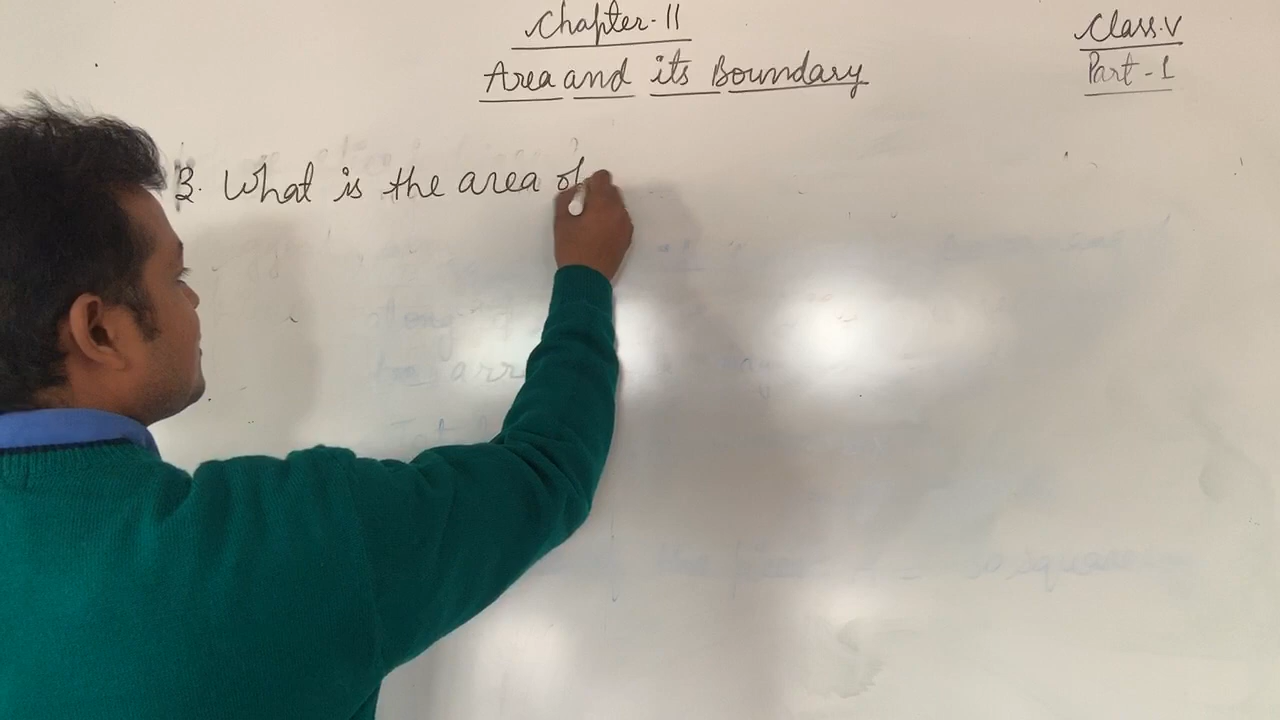 Chapter-11
Class.V
Area and its Boundary
Part-1
3. What is the area of